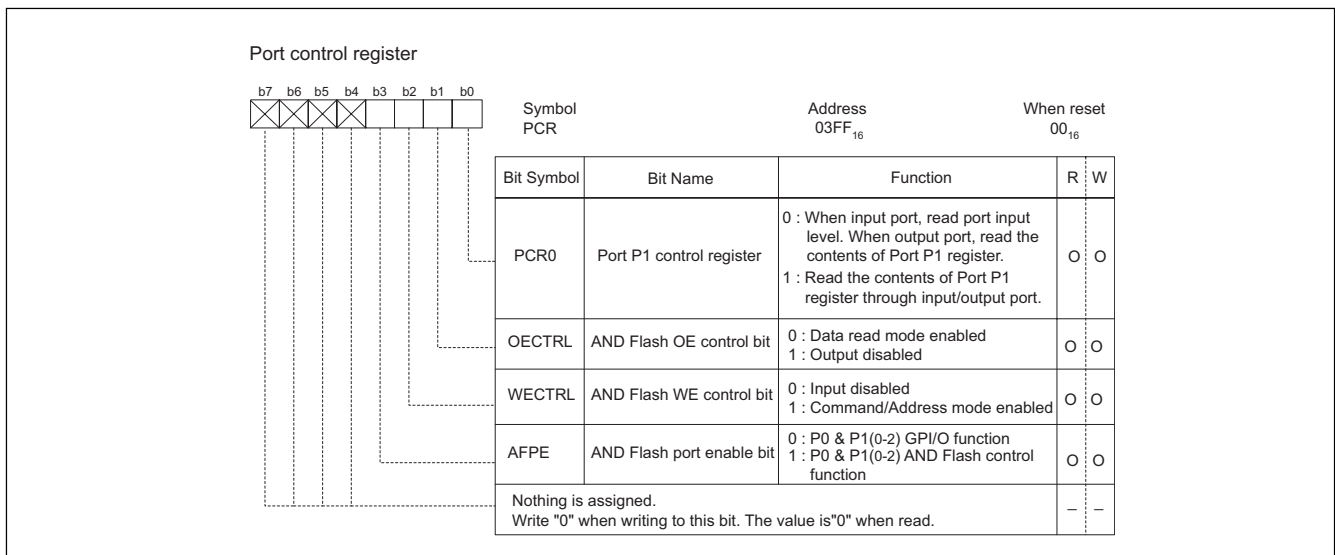 Port control register
b7 b6 b5 b4 b3 b2 b1 b0
Symbol Address When reset
PCR 03FF16 0016
Bit Symbol Bit Name Function R W
PCR0 Port P1 control register
0 : When input port, read port input
level. When output port, read the
contents of Port P1 register.
1 : Read the contents of Port P1
register through input/output port.
O O
OECTRL AND Flash OE control bit
0 : Data read mode enabled
1 : Output disabled
O O
WECTRL AND Flash WE control bit
0 : Input disabled
1 : Command/Address mode enabled
O O
AFPE AND Flash port enable bit
0 : P0 & P1(0-2) GPI/O function
1 : P0 & P1(0-2) AND Flash control
function
O O
Nothing is assigned.
Write "0" when writing to this bit. The value is"0" when read.
– –